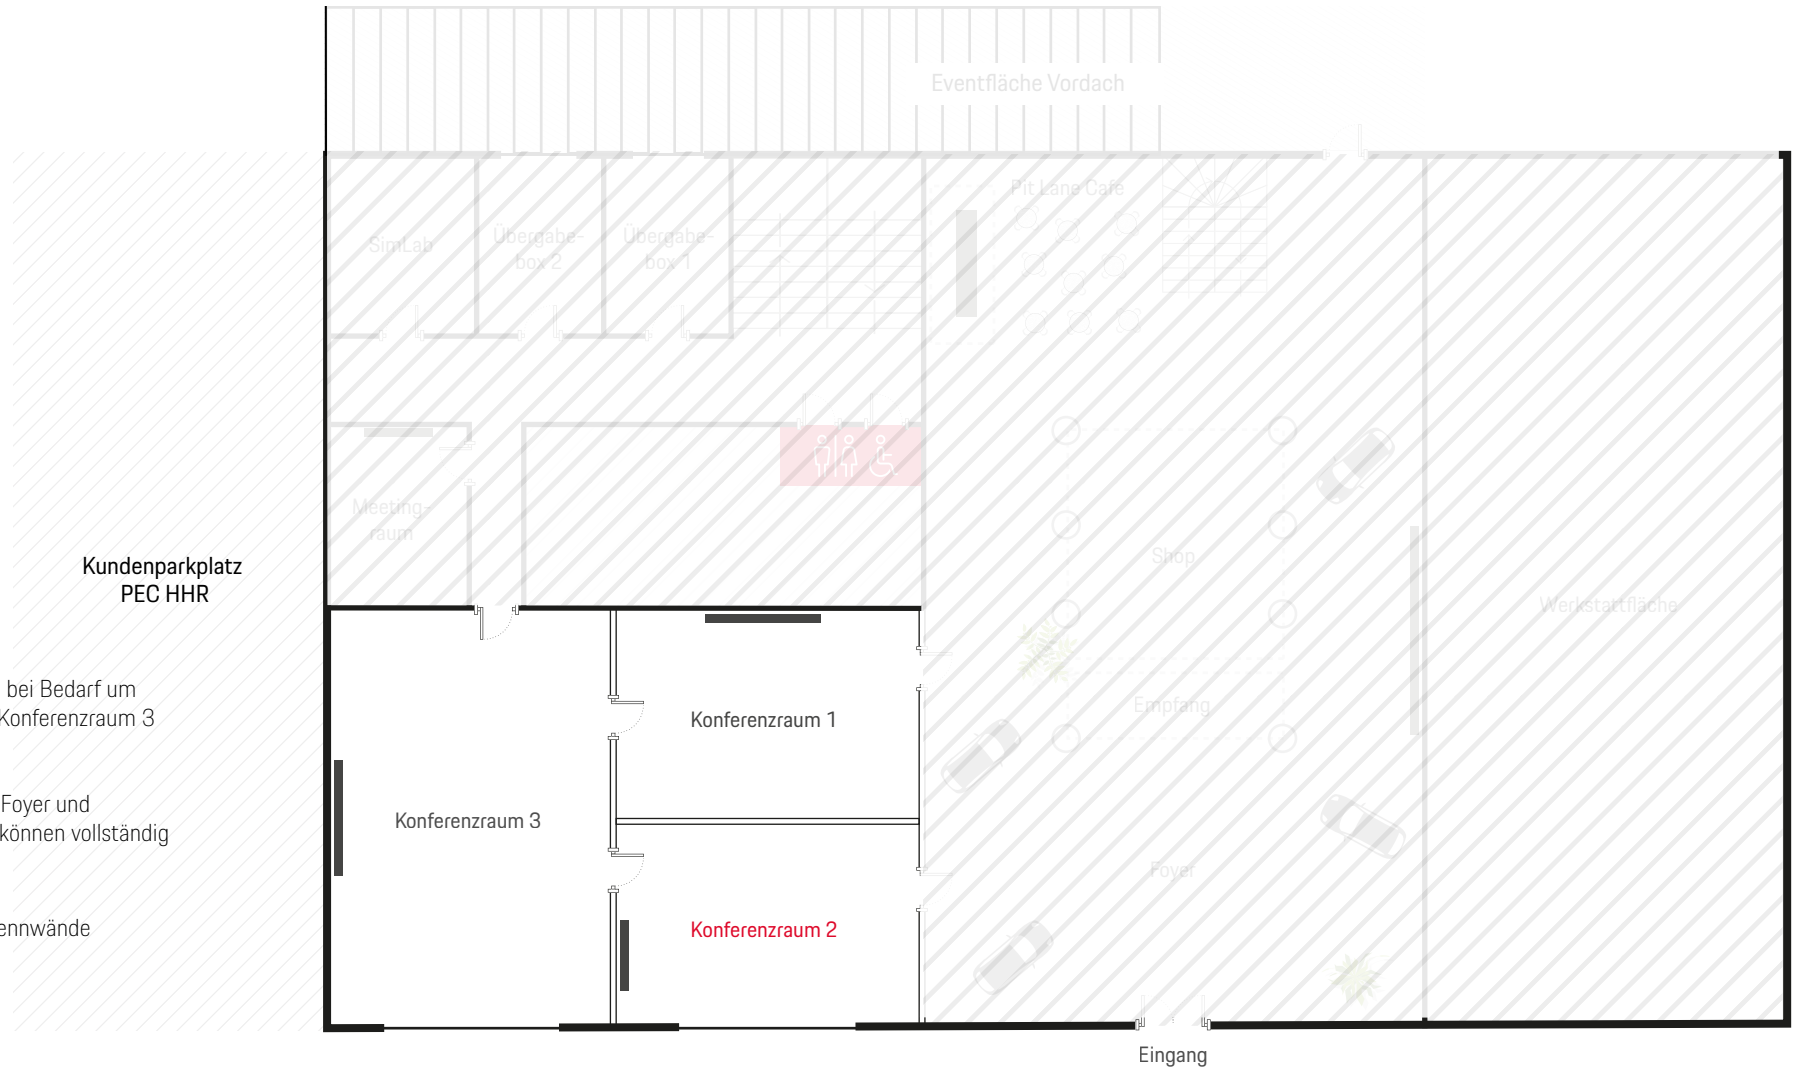 Eventfläche Vordach
Pit Lane Cafe
SimLab
Übergabe-
box 2
Übergabe-
box 1
Meeting-
raum
Shop
Kundenparkplatz
PEC HHR
Werkstattfläche
bei Bedarf um
Konferenzraum 3
Empfang
Konferenzraum 1
Foyer und
können vollständig
Konferenzraum 3
Foyer
ennwände
Konferenzraum 2
Eingang